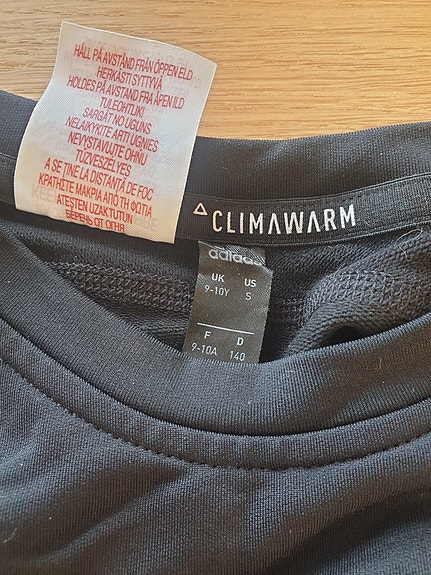 HÅLL PÅ AVSTÅND FRÅN ÖPPEN ELD
HERKÄSTI SYTTYVÄ
HOLDES PÅ AVSTAND FRA ÅPEN ILD
TULEOHTLIK!
SARGĀT NO UGUNS
NELAIKYKITE ARTI UGNIES
NEVYSTAVUJTE OHNU
TŰZVESZÉLYES
A SE ŢINE LA DISTANŢĂ DE FOC
ΚΡΑΤΗΣΤΕ ΜΑΚΡΙΑ ΑΠΟ ΤΗ ΦΩΤΙΑ
ATEŞTEN UZAK TUTUN
БЕРЕЧЬ ОТ ОГНЯ
CLIMAWARM
adidas
UK US
9-10Y S
F D
9-10A 140